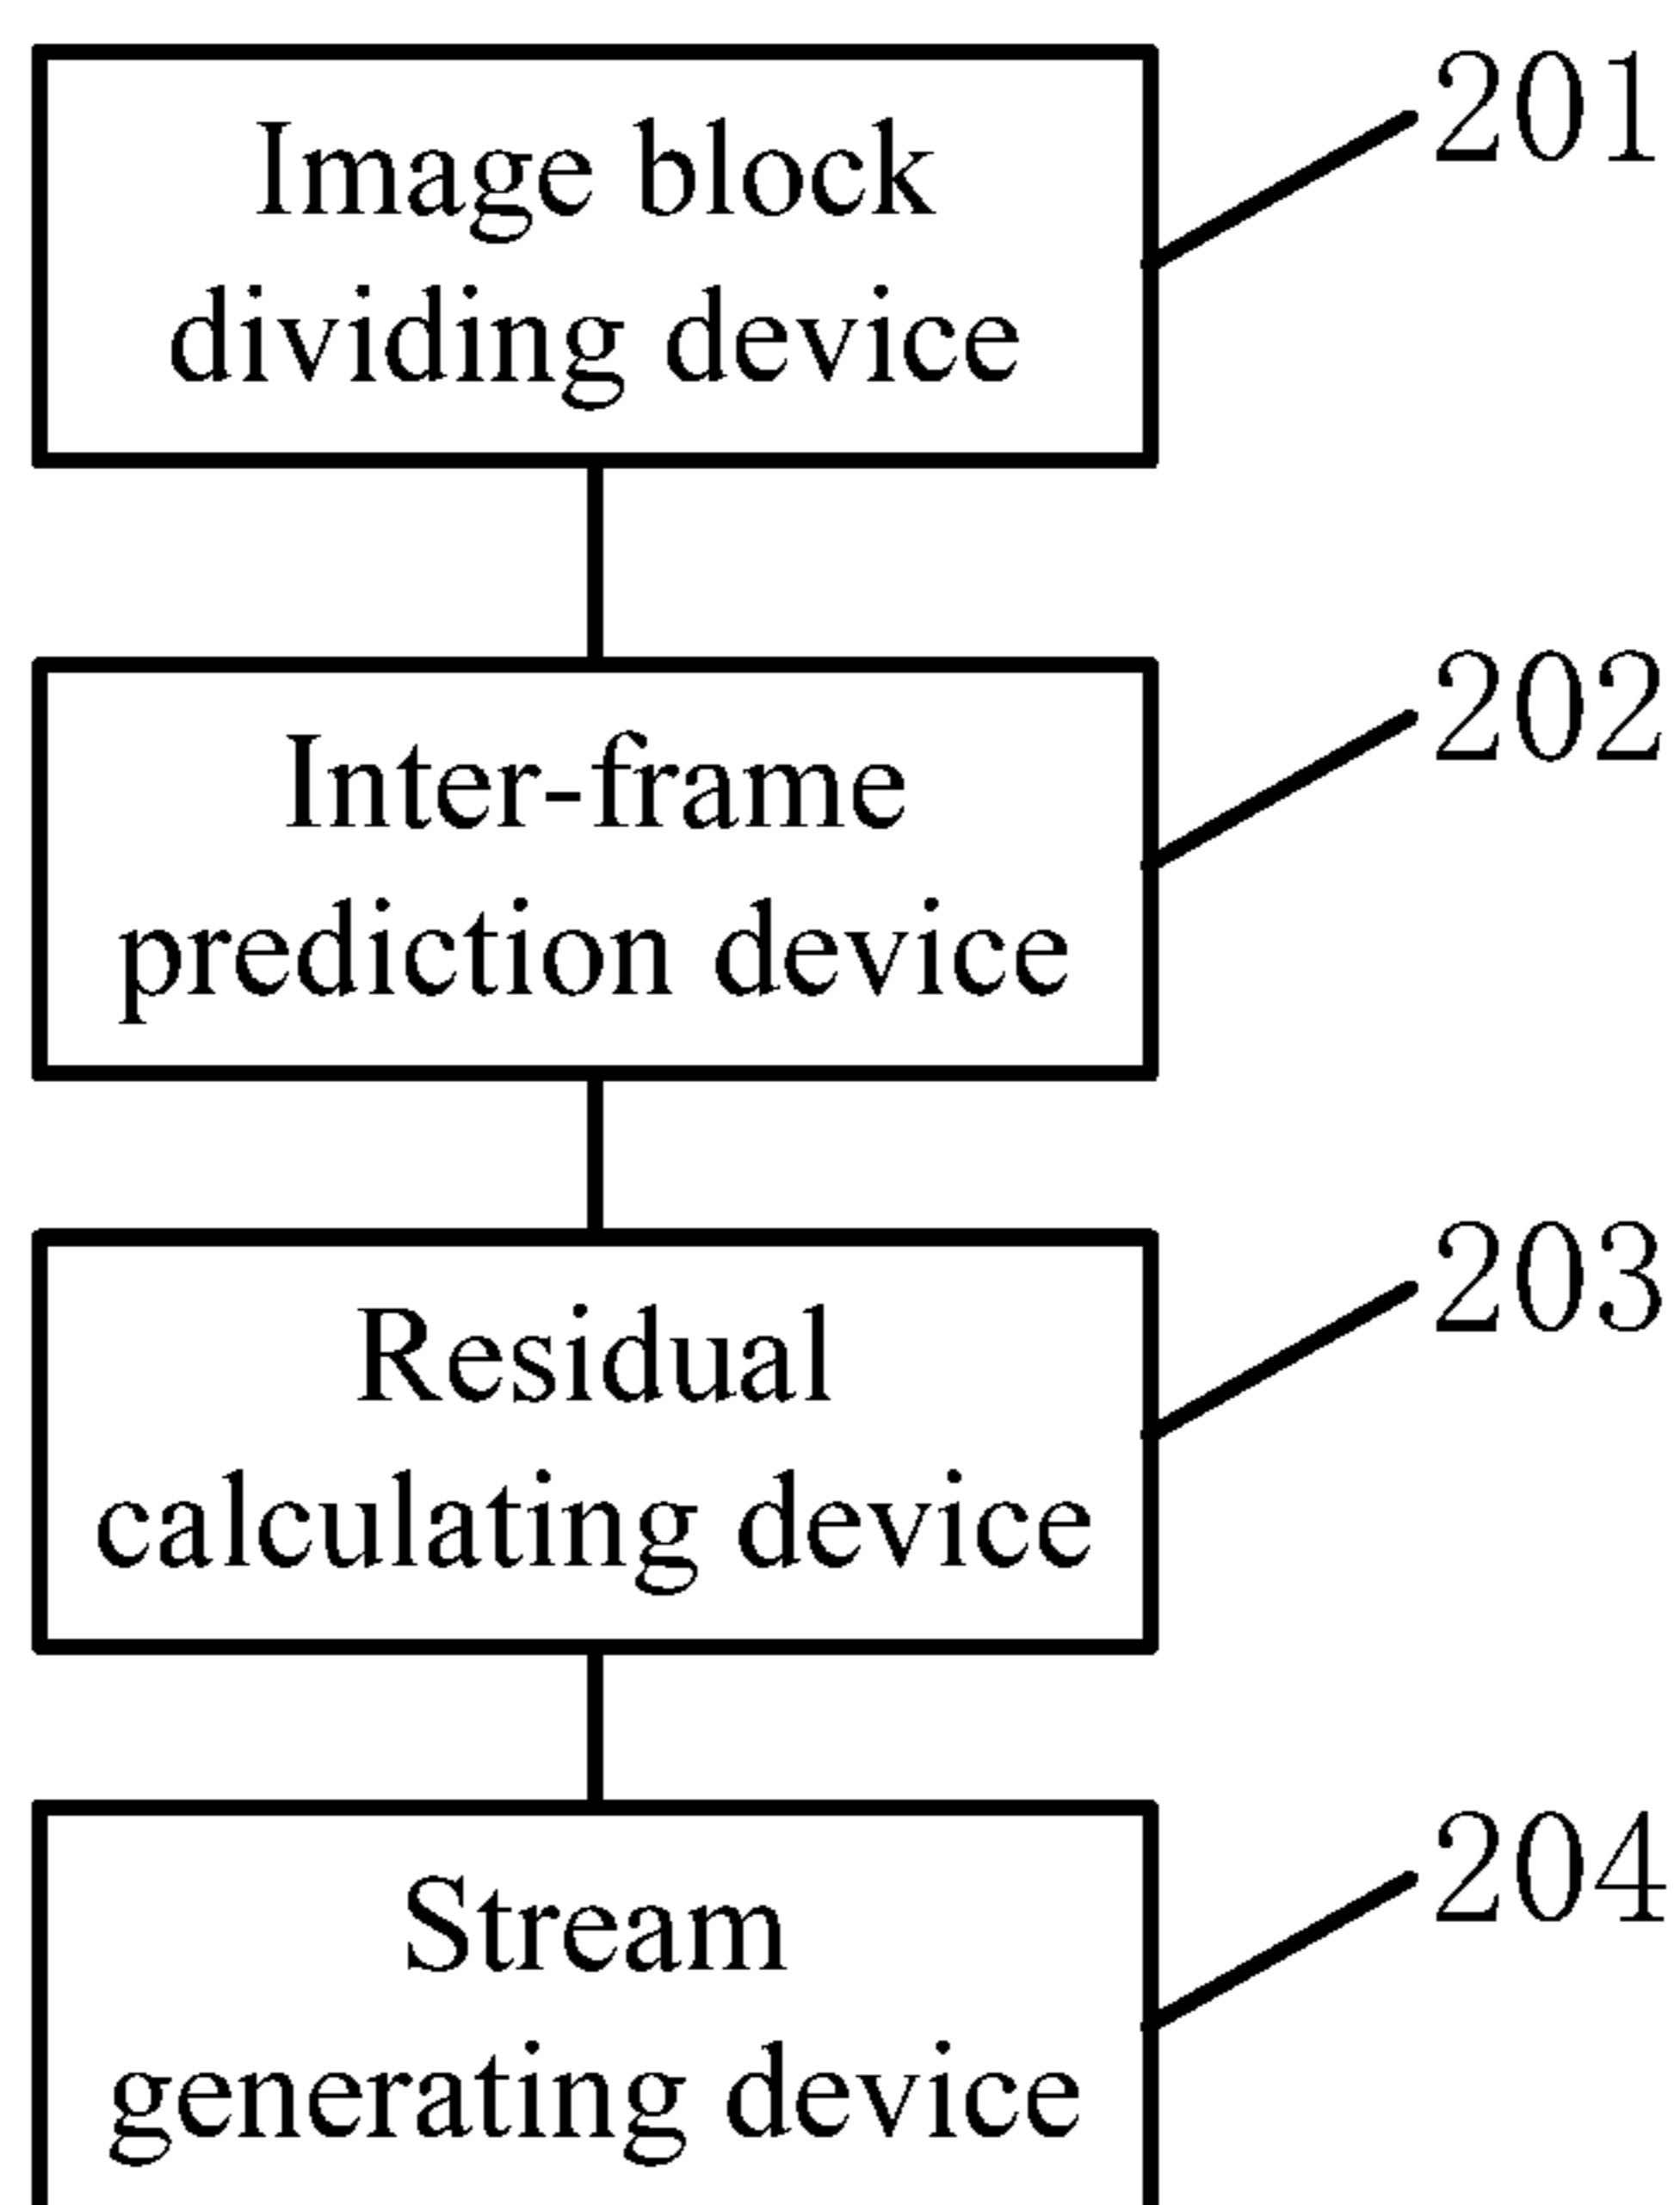 Image block
dividing device
201
Inter-frame
prediction device
202
Residual
calculating device
203
Stream
generating device
204